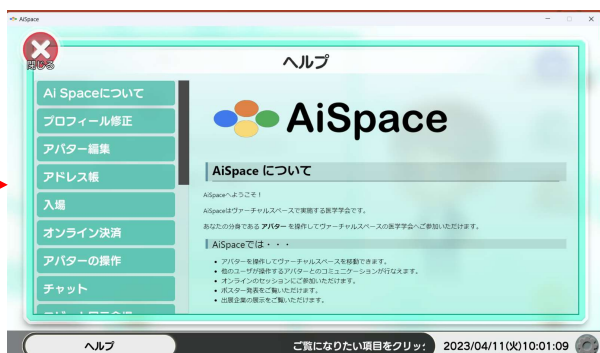 AiSpace
閉じる
ヘルプ
Ai Spaceについて
プロフィール修正
アバター編集
アドレス帳
入場
オンライン決済
アバターの操作
チャット
AiSpace
AiSpace について
AiSpaceへようこそ！
AiSpaceはヴァーチャルスペースで実施する医学学会です。
あなたの分身である アバター を操作してヴァーチャルスペースの医学学会へご参加いただけます。
AiSpaceでは・・・
• アバターを操作してヴァーチャルスペースを移動できます。
• 他のユーザが操作するアバターとのコミュニケーションが行なえます。
• オンラインのセッションにご参加いただけます。
• ポスター発表をご覧いただけます。
• 出展企業の展示をご覧いただけます。
ヘルプ
ご覧になりたい項目をクリッ
2023/04/11(火)10:01:09